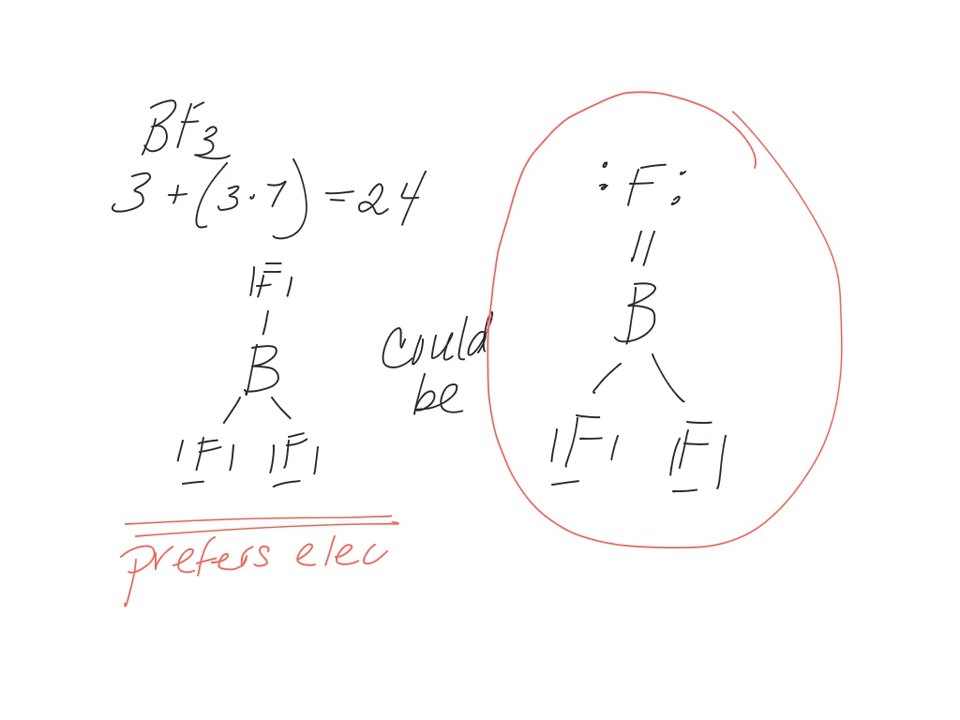 BF3
3 + (3·7) = 24
|F|
B
|F| |F|
could
be
:F:
||
B
|F| |F|
prefers elec